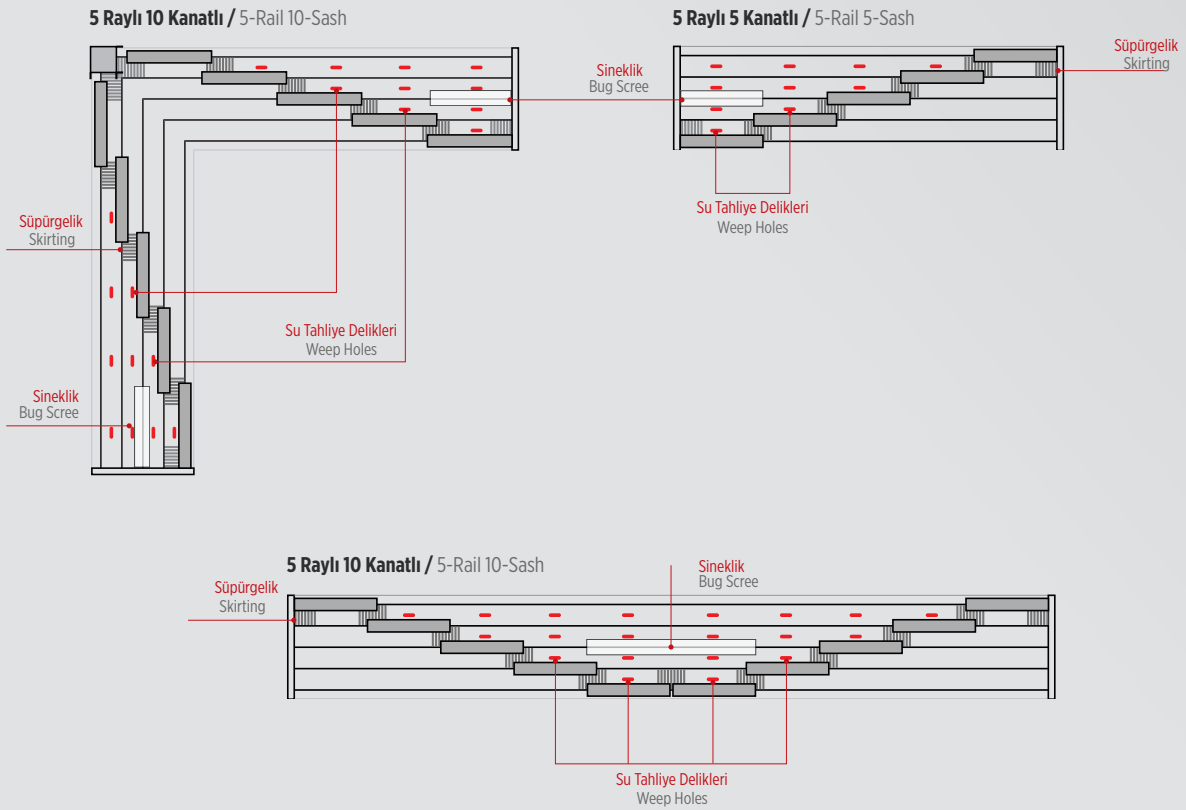 5 Raylı 10 Kanatlı / 5-Rail 10-Sash
5 Raylı 5 Kanatlı / 5-Rail 5-Sash
Süpürgelik
Skirting
Sineklik
Bug Scree
Su Tahliye Delikleri
Weep Holes
Süpürgelik
Skirting
Su Tahliye Delikleri
Weep Holes
Sineklik
Bug Scree
5 Raylı 10 Kanatlı / 5-Rail 10-Sash
Süpürgelik
Skirting
Sineklik
Bug Scree
Su Tahliye Delikleri
Weep Holes